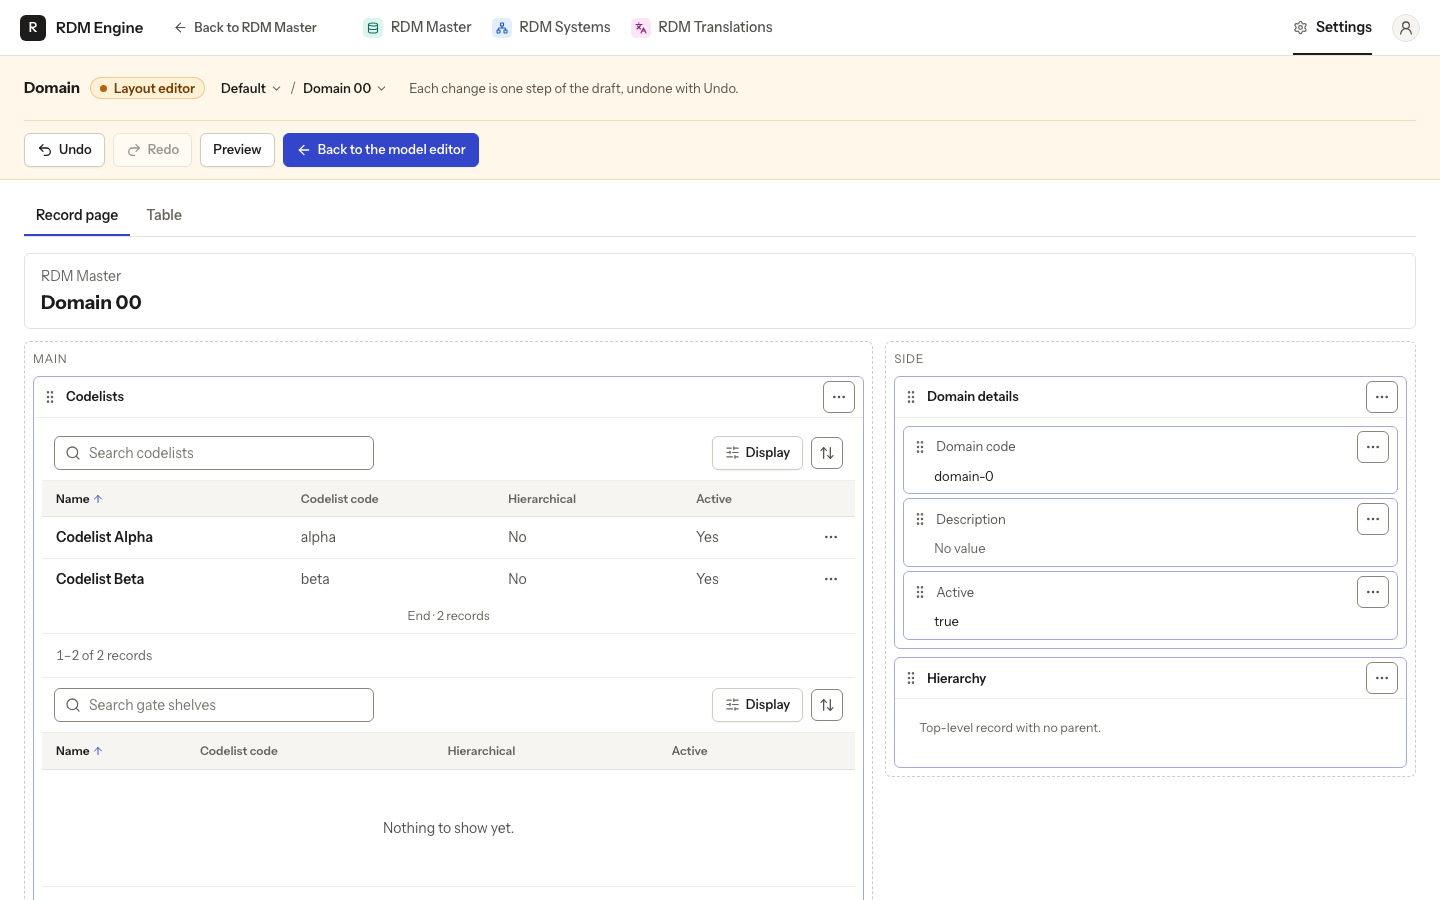 R RDM Engine Back to RDM Master RDM Master RDM Systems RDM Translations Settings
Domain Layout editor Default / Domain 00 Each change is one step of the draft, undone with Undo.
Undo Redo Preview Back to the model editor
Record page Table
RDM Master
Domain 00
MAIN
Codelists
Search codelists Display
Name Codelist code Hierarchical Active
Codelist Alpha alpha No Yes
Codelist Beta beta No Yes
End · 2 records
1–2 of 2 records
Search gate shelves Display
Name Codelist code Hierarchical Active
Nothing to show yet.
SIDE
Domain details
Domain code
domain-0
Description
No value
Active
true
Hierarchy
Top-level record with no parent.